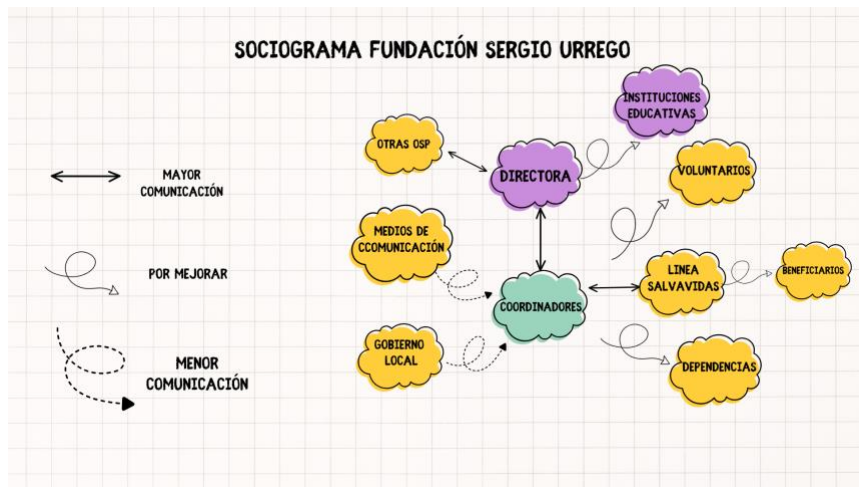 SOCIOGRAMA FUNDACIÓN SERGIO URREGO
MAYOR
COMUNICACIÓN
POR MEJORAR
MENOR
COMUNICACIÓN
INSTITUCIONES
EDUCATIVAS
OTRAS OSP
DIRECTORA
VOLUNTARIOS
MEDIOS DE
CCOMUNICACIÓN
LINEA
SALVAVIDAS
BENEFICIARIOS
COORDINADORES
GOBIERNO
LOCAL
DEPENDENCIAS